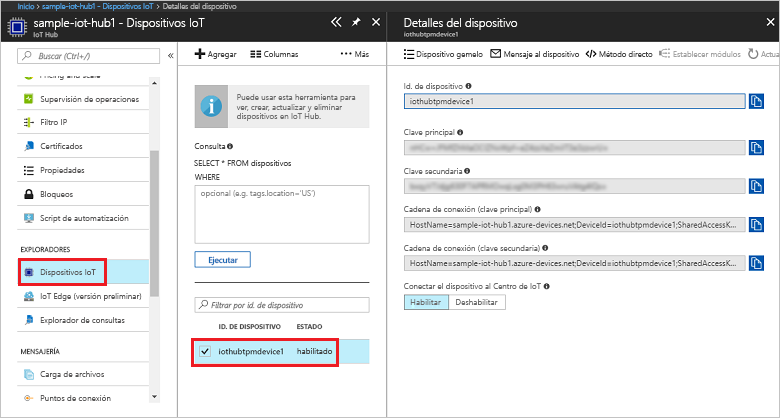 Inicio > sample-iot-hub1 - Dispositivos IoT > Detalles del dispositivo
sample-iot-hub1 - Dispositivos IoT
IoT Hub
Buscar (Ctrl+/)
Pricing and scale
Supervisión de operaciones
Filtro IP
Certificados
Propiedades
Bloqueos
Script de automatización
EXPLORADORES
Dispositivos IoT
IoT Edge (versión preliminar)
Explorador de consultas
MENSAJERÍA
Carga de archivos
Puntos de conexión
Agregar
Columnas
Más
Puede usar esta herramienta para
ver, crear, actualizar y eliminar
dispositivos en IoT Hub.
Consulta
SELECT * FROM dispositivos
WHERE
opcional (e.g. tags.location='US')
Ejecutar
Filtrar por id. de dispositivo
ID. DE DISPOSITIVO ESTADO
iothubtpmdevice1 habilitado
Detalles del dispositivo
iothubtpmdevice1
Dispositivo gemelo
Mensaje al dispositivo
Método directo
Establecer módulos
Actua
Id. de dispositivo
iothubtpmdevice1
Clave principal
Clave secundaria
Cadena de conexión (clave principal)
HostName=sample-iot-hub1.azure-devices.net;DeviceId=iothubtpmdevice1;SharedAccessK...
Cadena de conexión (clave secundaria)
HostName=sample-iot-hub1.azure-devices.net;DeviceId=iothubtpmdevice1;SharedAccessK...
Conectar el dispositivo al Centro de IoT
Habilitar Deshabilitar